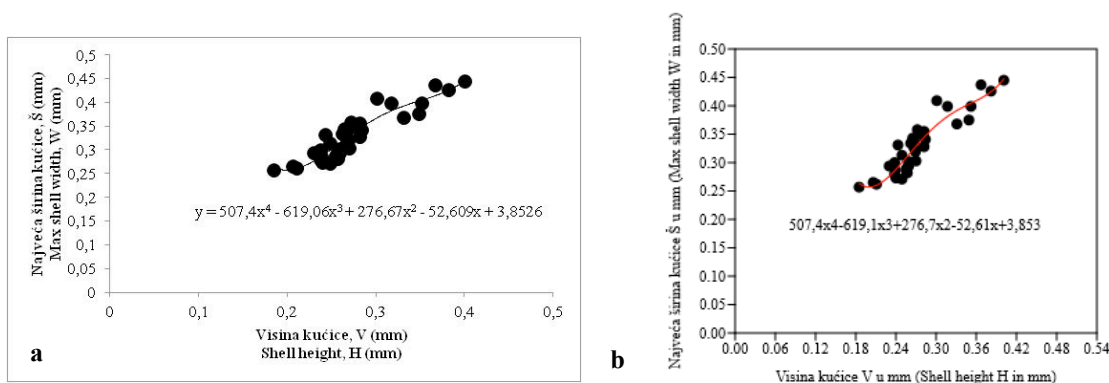 Najveća širina kućice, Š (mm)
Max shell width, W (mm)
0,5
0,45
0,4
0,35
0,3
0,25
0,2
0,15
0,1
0,05
0
y = 507,4x⁴ - 619,06x³ + 276,67x² - 52,609x + 3,8526
0 0,1 0,2 0,3 0,4 0,5
Visina kućice, V (mm)
Shell height, H (mm)
a
Najveća širina kućice Š u mm (Max shell width W in mm)
0.50
0.45
0.40
0.35
0.30
0.25
0.20
0.15
0.10
0.05
0.00
507,4x4-619,1x3+276,7x2-52,61x+3,853
0.00 0.06 0.12 0.18 0.24 0.30 0.36 0.42 0.48 0.54
Visina kućice V u mm (Shell height H in mm)
b